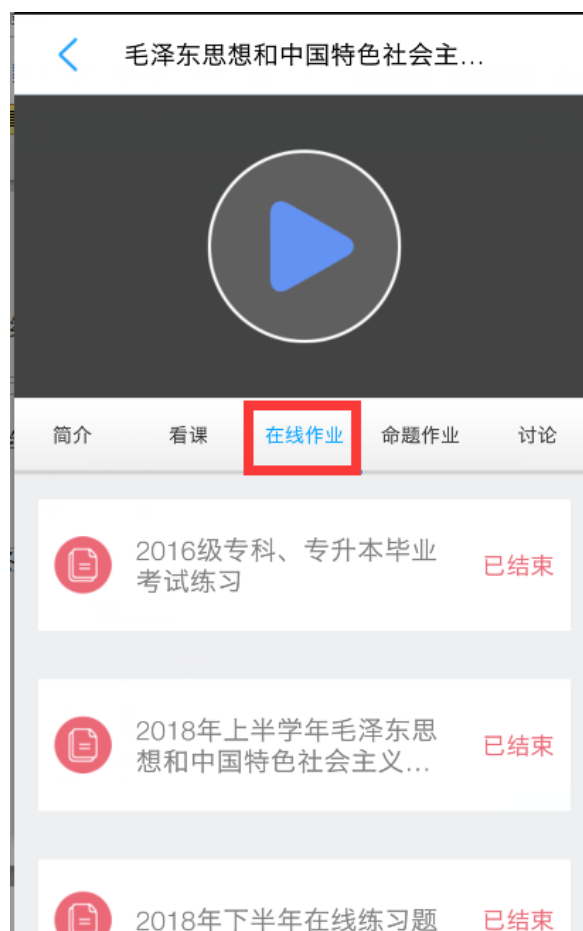 毛泽东思想和中国特色社会主...
简介 看课 在线作业 命题作业 讨论
2016级专科、专升本毕业
考试练习
已结束
2018年上半学年毛泽东思
想和中国特色社会主义...
已结束
2018年下半年在线练习题
已结束